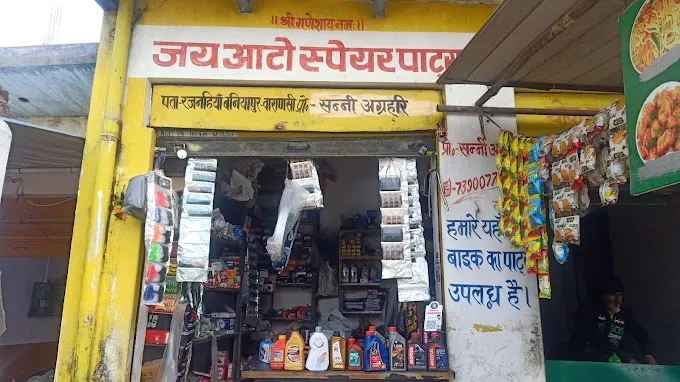 ॥ श्री गणेशाय नमः ॥
जय आटो स्पेयर पार्ट्स
पता-रजनहियाँ बनियापुर-वाराणसी प्रो०- सन्नी अग्रहरि
प्रो०-सन्नी अ
-7390077
हमारे यहाँ
बाइक का पार्ट
उपलब्ध है।